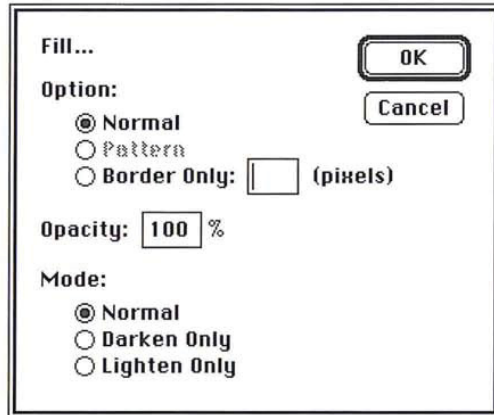 Fill...
OK
Option:
Cancel
Normal
Pattern
Border Only: (pixels)
Opacity: 100 %
Mode:
Normal
Darken Only
Lighten Only